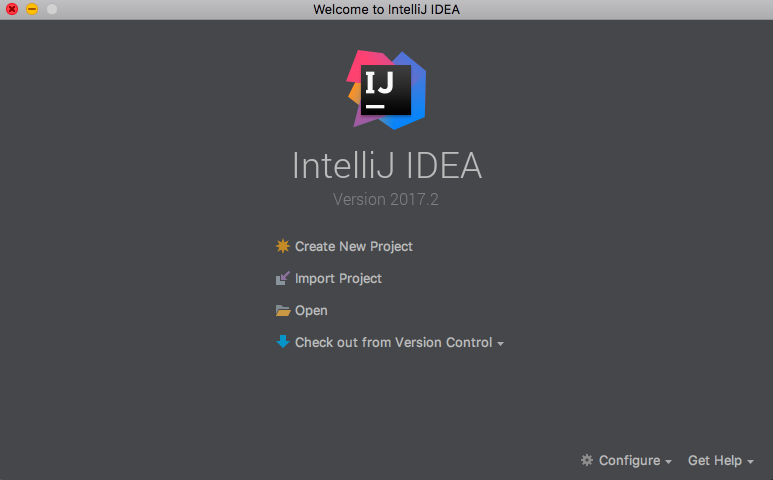 Welcome to IntelliJ IDEA
IJ
IntelliJ IDEA
Version 2017.2
Create New Project
Import Project
Open
Check out from Version Control
Configure
Get Help